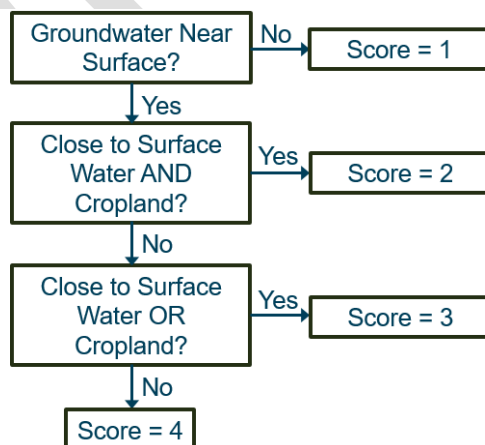 Groundwater Near
Surface?
No
Score = 1
Yes
Close to Surface
Water AND
Cropland?
Yes
Score = 2
No
Close to Surface
Water OR
Cropland?
Yes
Score = 3
No
Score = 4